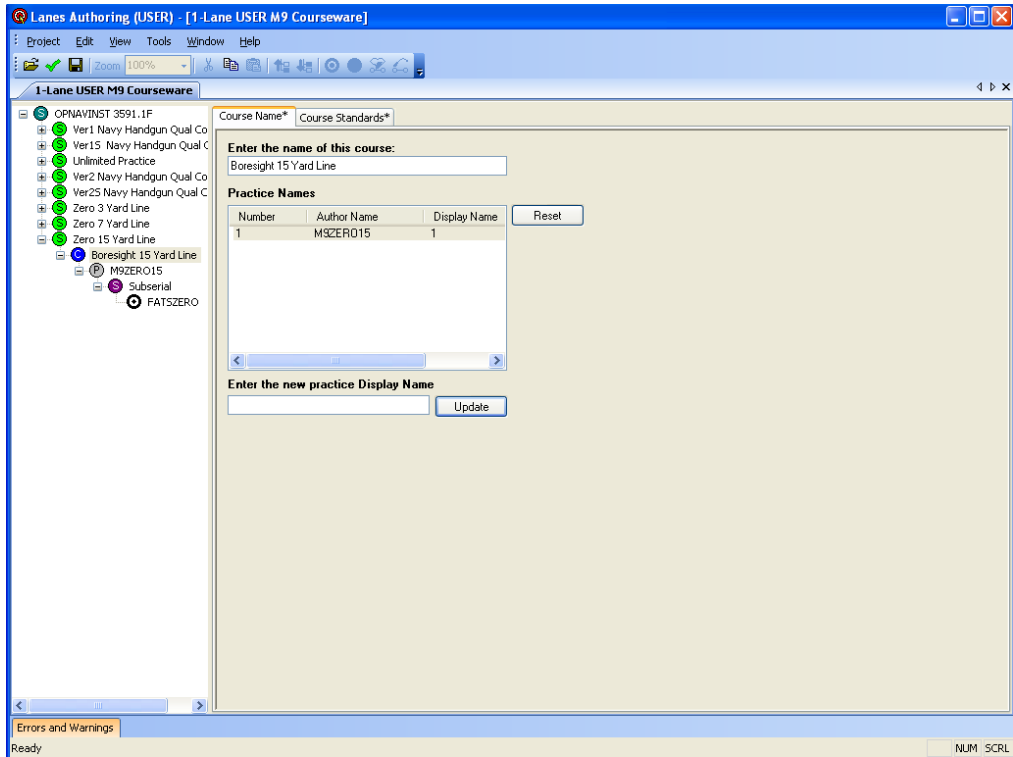 Lanes Authoring (USER) - [1-Lane USER M9 Courseware]
Project Edit View Tools Window Help
Zoom 100%
1-Lane USER M9 Courseware
S OPNAVINST 3591.1F
S Ver1 Navy Handgun Qual Co
S Ver1S Navy Handgun Qual C
S Unlimited Practice
S Ver2 Navy Handgun Qual Co
S Ver2S Navy Handgun Qual C
S Zero 3 Yard Line
S Zero 7 Yard Line
S Zero 15 Yard Line
C Boresight 15 Yard Line
P M9ZERO15
S Subserial
FATSZERO
Course Name* Course Standards*
Enter the name of this course:
Boresight 15 Yard Line
Practice Names
Number Author Name Display Name Reset
1 M9ZERO15 1
Enter the new practice Display Name
Update
Errors and Warnings
Ready NUM SCRL